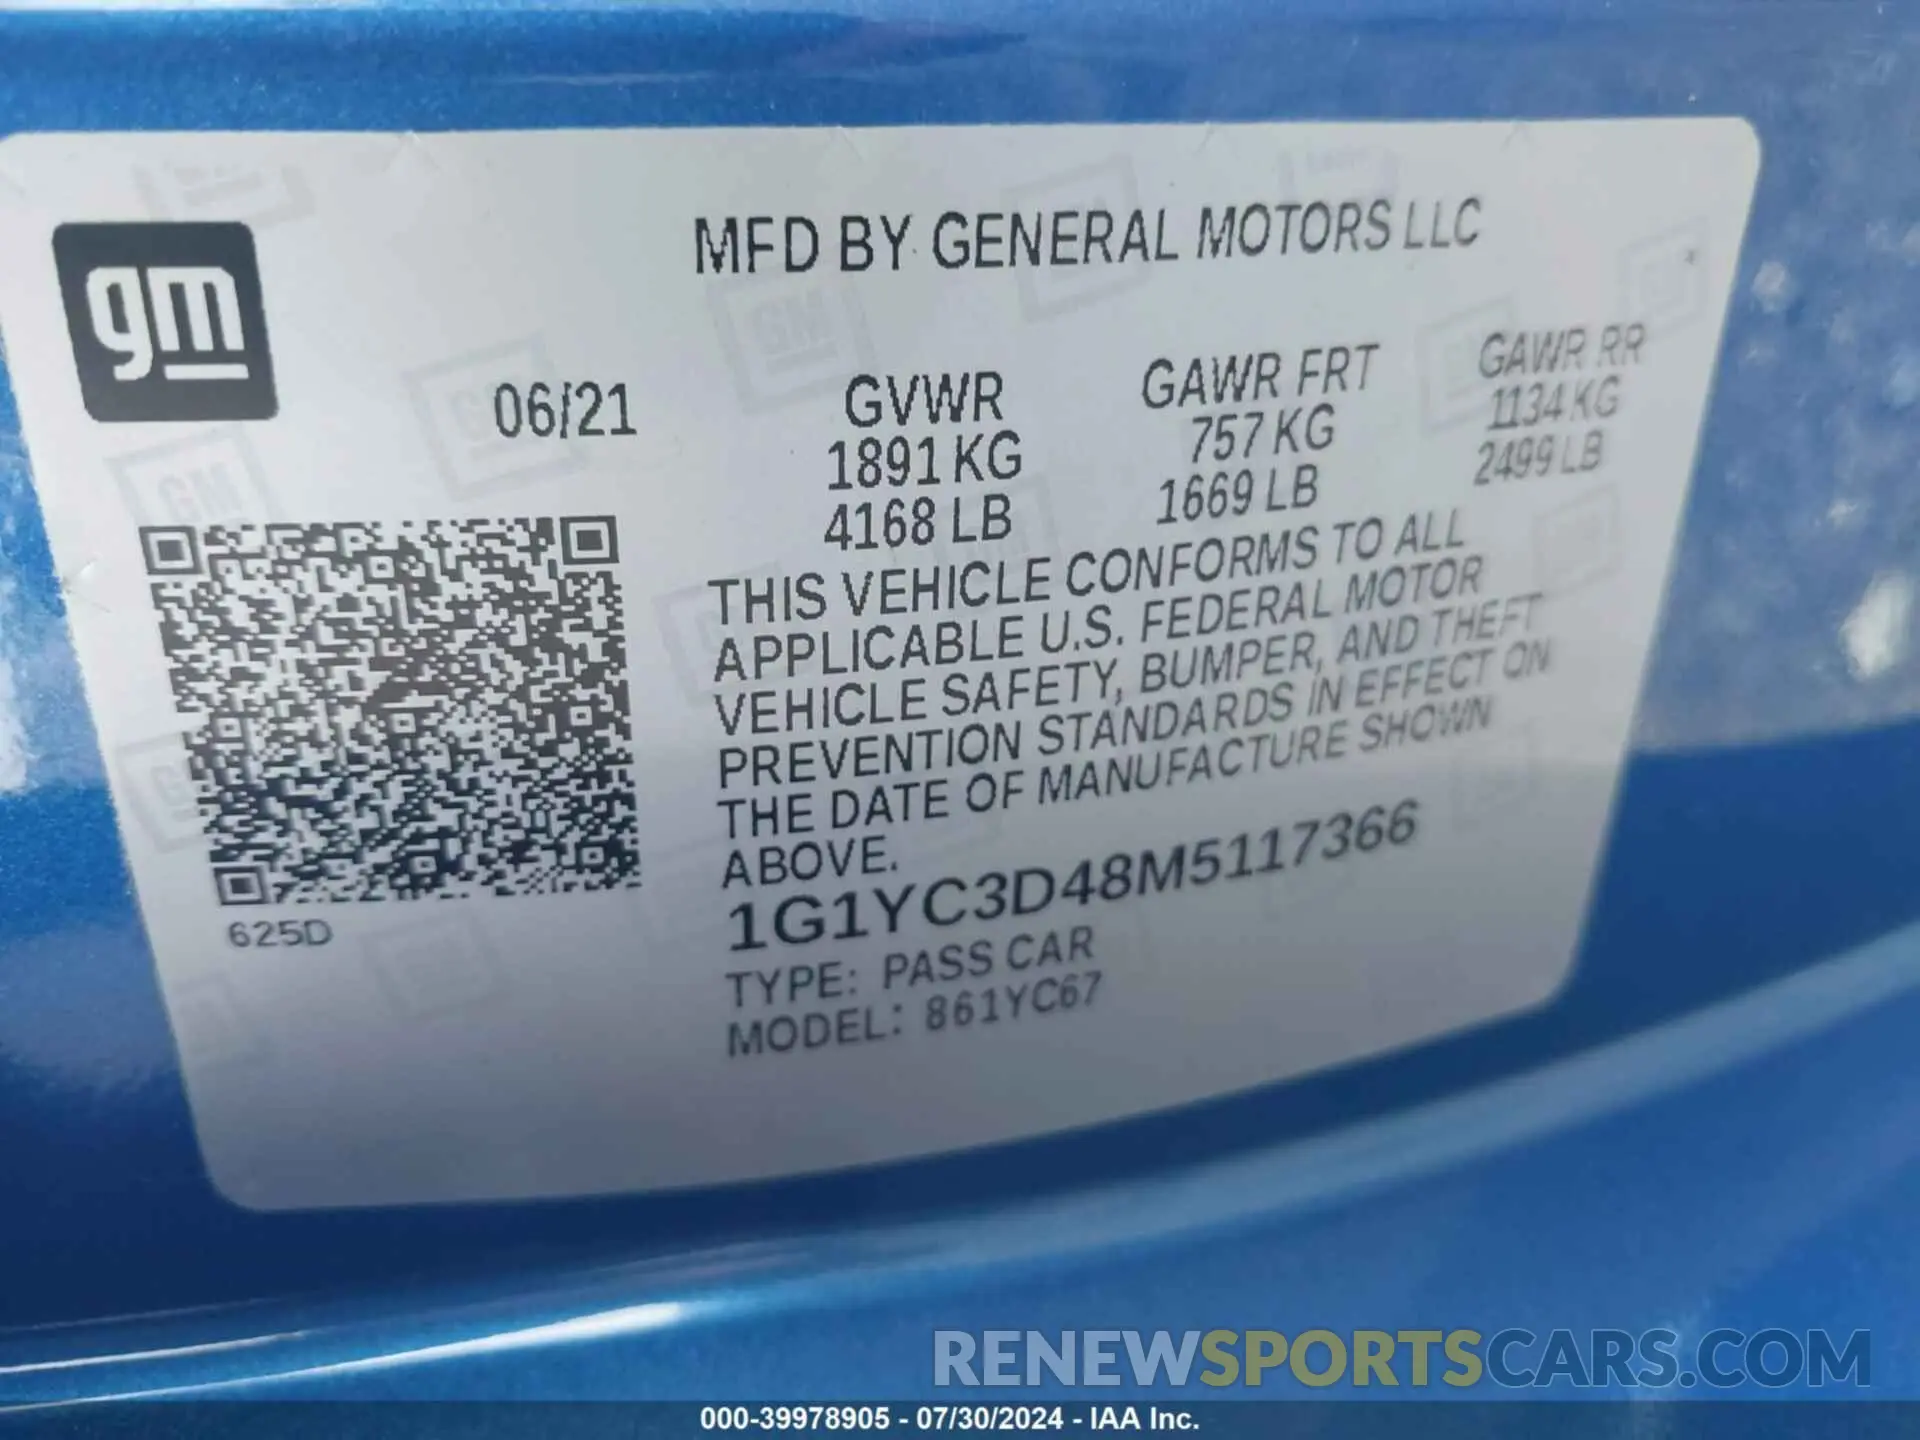 gm
MFD BY GENERAL MOTORS LLC
06/21
GVWR
1891 KG
4168 LB
GAWR FRT
757 KG
1669 LB
GAWR RR
1134 KG
2499 LB
THIS VEHICLE CONFORMS TO ALL
APPLICABLE U.S. FEDERAL MOTOR
VEHICLE SAFETY, BUMPER, AND THEFT
PREVENTION STANDARDS IN EFFECT ON
THE DATE OF MANUFACTURE SHOWN
ABOVE.
1G1YC3D48M5117366
TYPE: PASS CAR
MODEL: 861YC67
625D
RENEWSPORTSCARS.COM
000-39978905 - 07/30/2024 - IAA Inc.